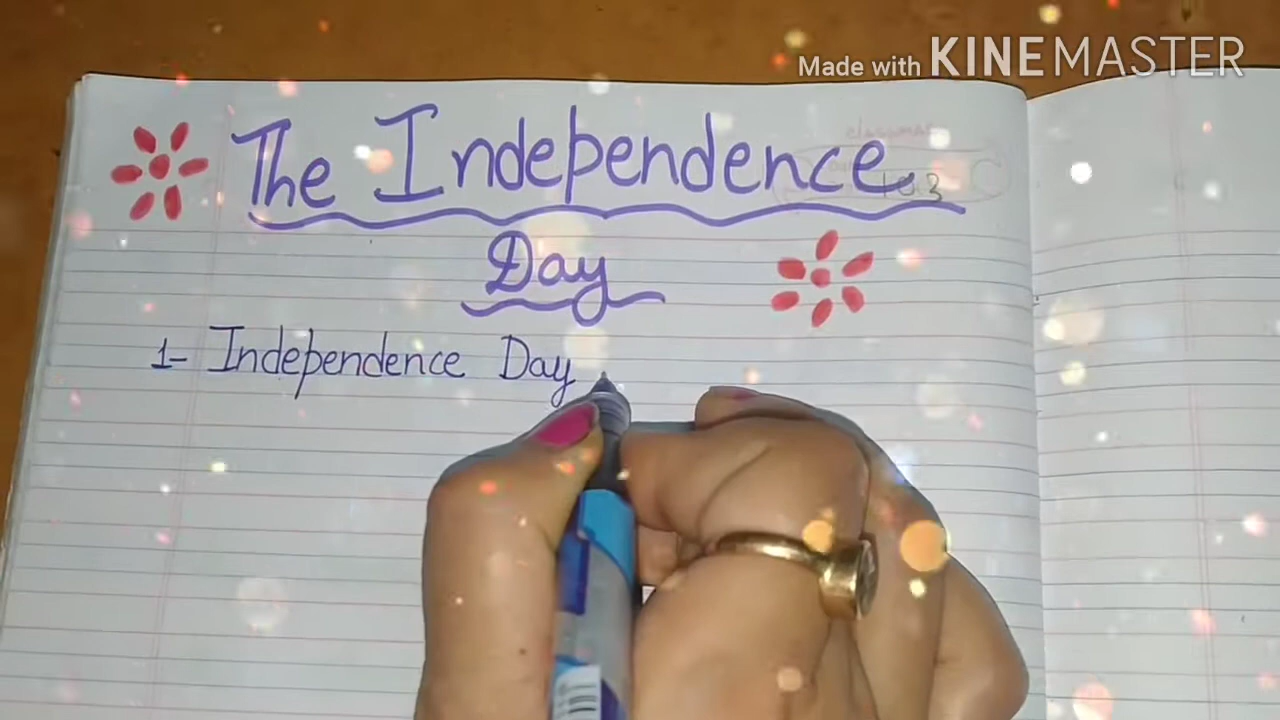 Made with KINEMASTER
The Independence
Day
1- Independence Day